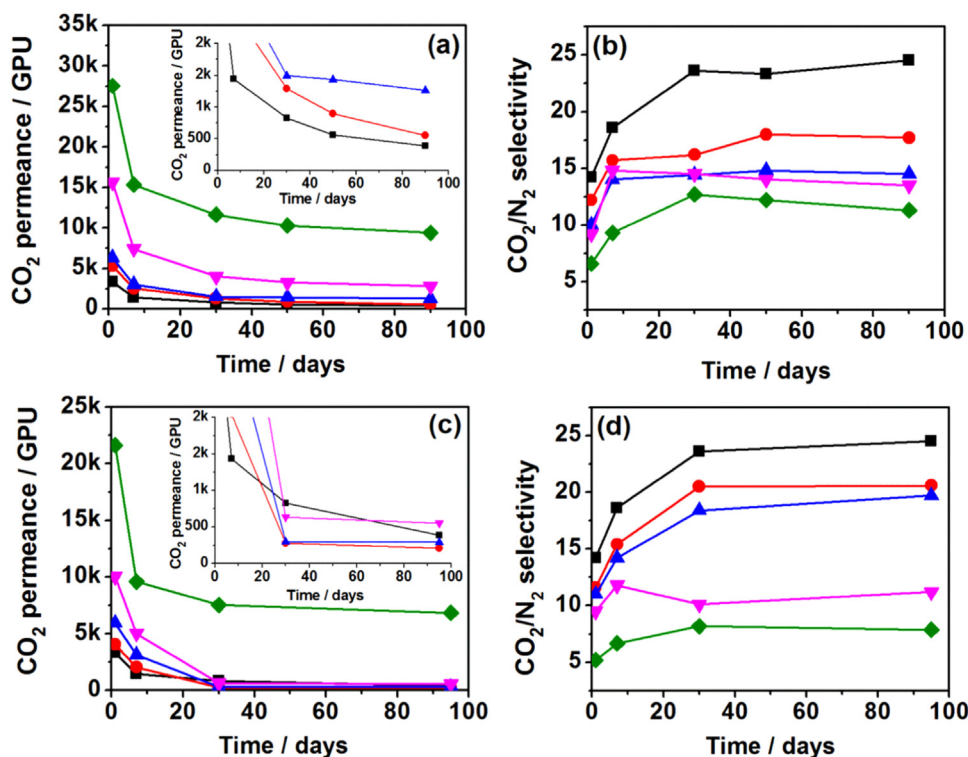 (a)
CO2 permeance / GPU
35k
30k
25k
20k
15k
10k
5k
0
0 20 40 60 80 100
Time / days
CO2 permeance / GPU
2k
2k
1k
500
0
0 20 40 60 80 100
Time / days
(b)
CO2/N2 selectivity
25
20
15
10
5
0 20 40 60 80 100
Time / days
(c)
CO2 permeance / GPU
25k
20k
15k
10k
5k
0
0 20 40 60 80 100
Time / days
CO2 permeance / GPU
2k
2k
1k
500
0
0 20 40 60 80 100
Time / days
(d)
CO2/N2 selectivity
25
20
15
10
5
0 20 40 60 80 100
Time / days